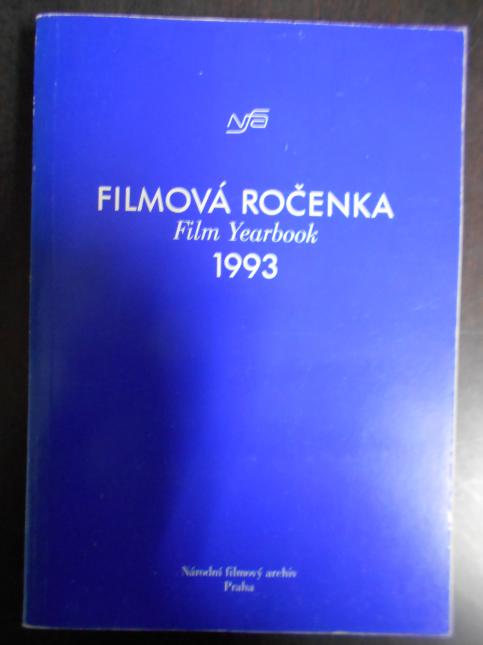 NFA
FILMOVÁ ROČENKA
Film Yearbook
1993
Národní filmový archiv
Praha